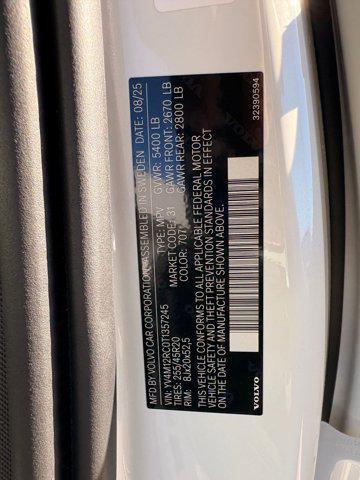 MFD BY VOLVO CAR CORPORATION, ASSEMBLED IN SWEDEN DATE: 08/25
VIN: YV4M12RC0T1357245 TYPE: MPV GVWR: 5400 LB
TIRES: 255/45R20 MARKET CODE: 31 GAWR FRONT: 2670 LB
RIM: 8Jx20x52,5 COLOR: 707 GAWR REAR: 2800 LB
THIS VEHICLE CONFORMS TO ALL APPLICABLE FEDERAL MOTOR
VEHICLE SAFETY AND THEFT PREVENTION STANDARDS IN EFFECT
ON THE DATE OF MANUFACTURE SHOWN ABOVE.
VOLVO 32390594